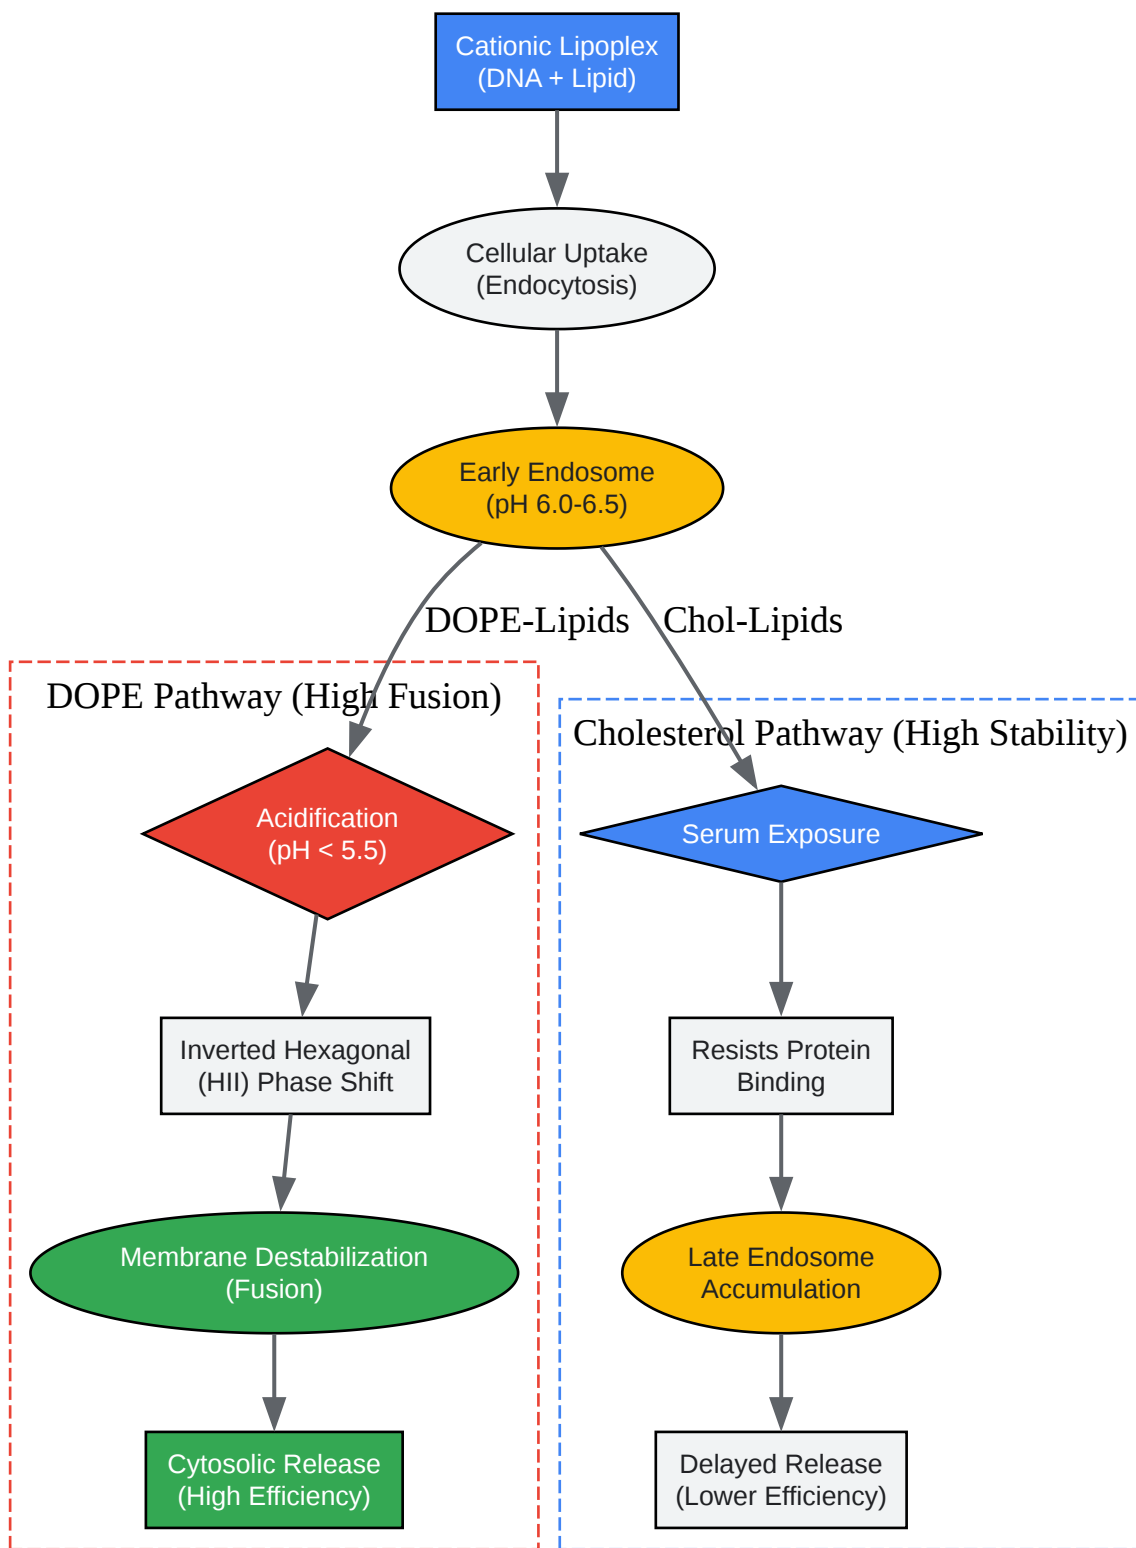 Cationic Lipoplex
(DNA + Lipid)
Cellular Uptake
(Endocytosis)
Early Endosome
(pH 6.0-6.5)
DOPE-Lipids
Chol-Lipids
DOPE Pathway (High Fusion)
Acidification
(pH < 5.5)
Inverted Hexagonal
(HII) Phase Shift
Membrane Destabilization
(Fusion)
Cytosolic Release
(High Efficiency)
Cholesterol Pathway (High Stability)
Serum Exposure
Resists Protein
Binding
Late Endosome
Accumulation
Delayed Release
(Lower Efficiency)